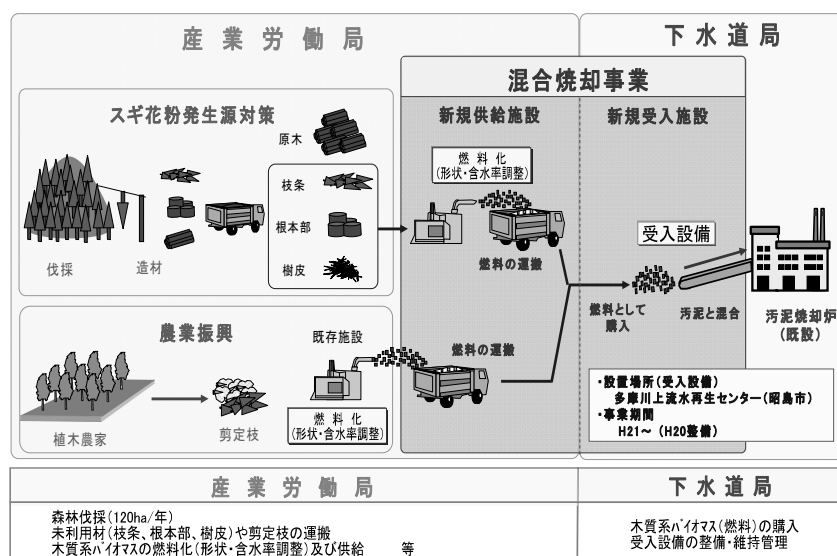 産業労働局
下水道局
混合焼却事業
スギ花粉発生源対策
原木
枝条
根本部
樹皮
伐採
造材
新規供給施設
燃料化
(形状・含水率調整)
燃料の運搬
新規受入施設
受入設備
燃料として
購入
汚泥と混合
汚泥焼却炉
(既設)
農業振興
既存施設
燃料の運搬
燃料化
(形状・含水率調整)
植木農家
剪定枝
・設置場所(受入設備)
多摩川上流水再生センター(昭島市)
・事業期間
H21～(H20整備)
産業労働局
下水道局
森林伐採(120ha/年)
未利用材(枝条、根本部、樹皮)や剪定枝の運搬
木質系バイオマスの燃料化(形状・含水率調整)及び供給 等
木質系バイオマス(燃料)の購入
受入設備の整備・維持管理